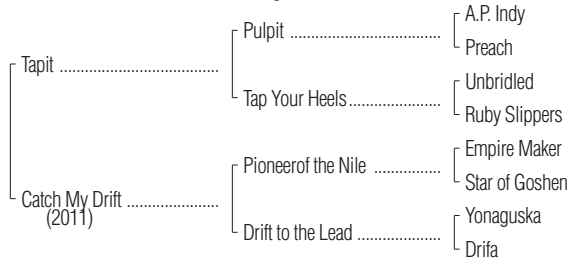 A.P. Indy
Pulpit
Preach
Tapit
Unbridled
Tap Your Heels
Ruby Slippers
Empire Maker
Pioneerof the Nile
Star of Goshen
Catch My Drift
(2011)
Yonaguska
Drift to the Lead
Drifa